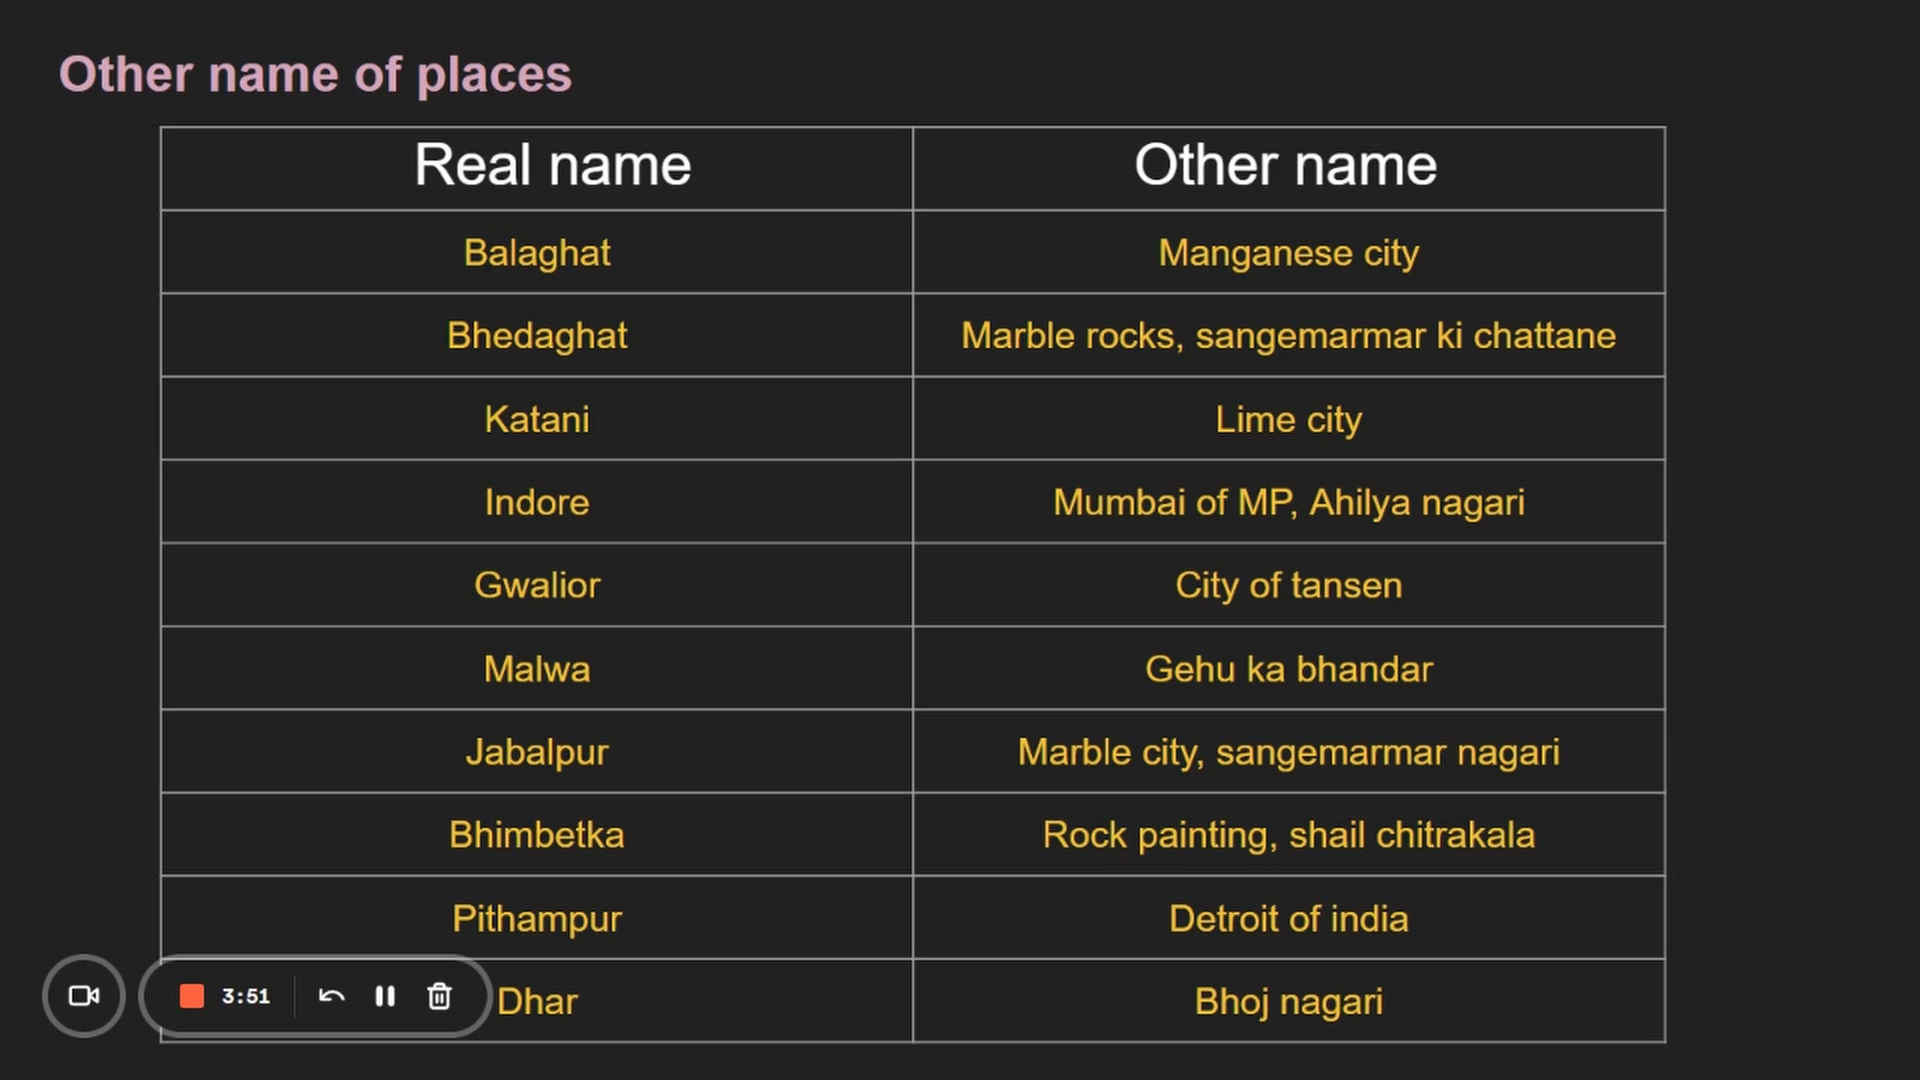 Other name of places
Real name Other name
Balaghat Manganese city
Bhedaghat Marble rocks, sangemarmar ki chattane
Katani Lime city
Indore Mumbai of MP, Ahilya nagari
Gwalior City of tansen
Malwa Gehu ka bhandar
Jabalpur Marble city, sangemarmar nagari
Bhimbetka Rock painting, shail chitrakala
Pithampur Detroit of india
Dhar Bhoj nagari
3:51